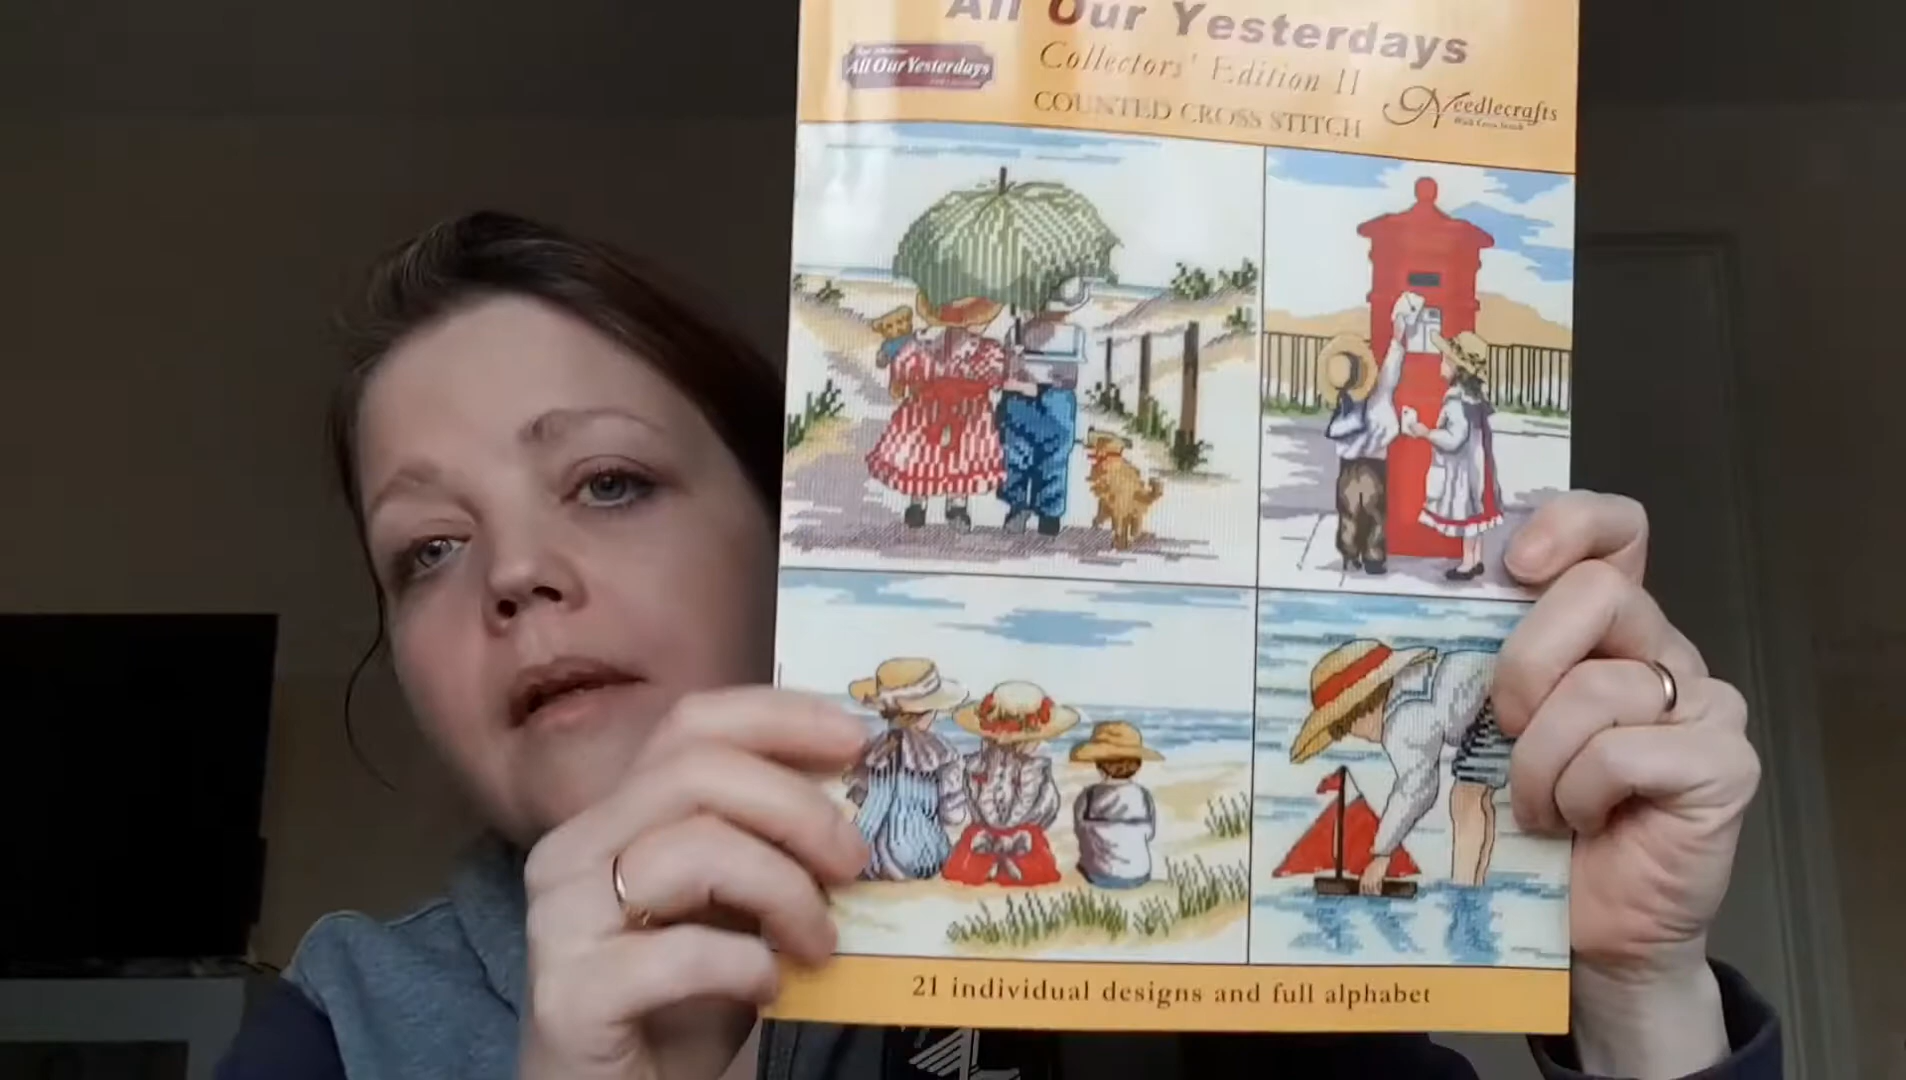 All Our Yesterdays
All Our Yesterdays
Collectors' Edition II
COUNTED CROSS STITCH
Needlecrafts
21 individual designs and full alphabet